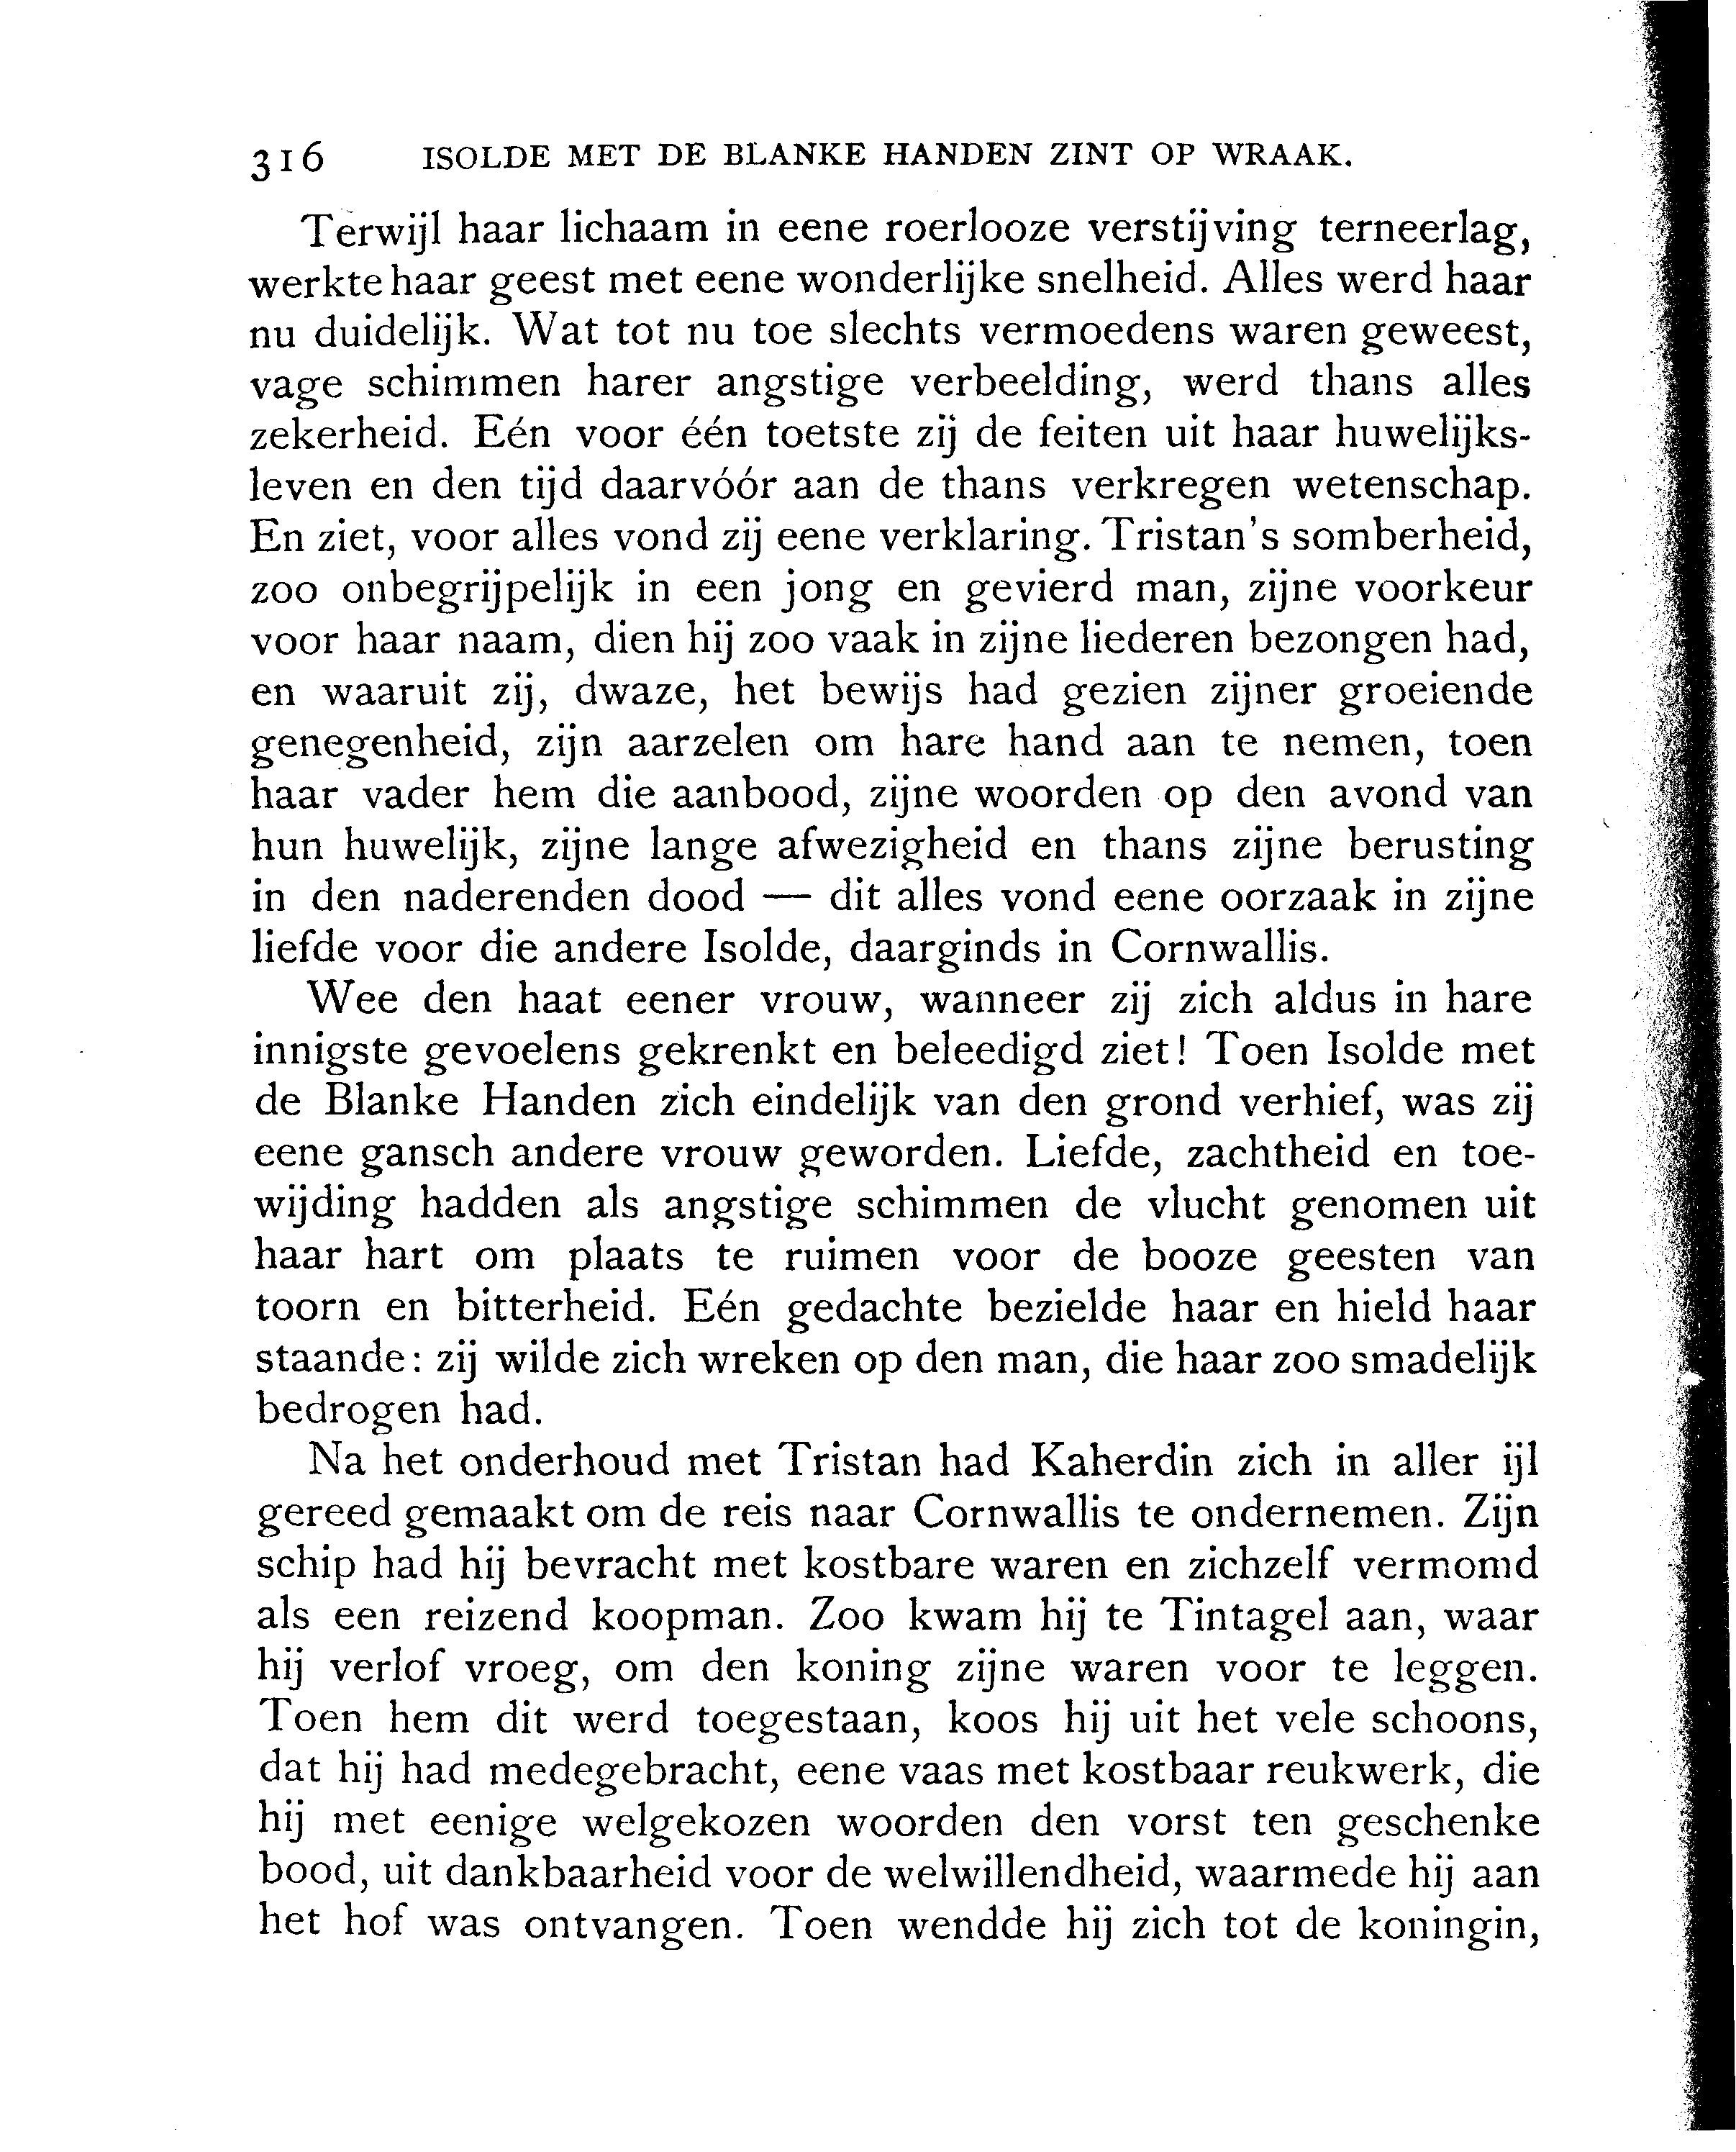 316 ISOLDE MET DE BLANKE HANDEN ZINT OP WRAAK.
Terwijl haar lichaam in eene roerlooze verstijving terneerlag,
werkte haar geest met eene wonderlijke snelheid. Alles werd haar
nu duidelijk. Wat tot nu toe slechts vermoedens waren geweest,
vage schimmen harer angstige verbeelding, werd thans alles
zekerheid. Eén voor één toetste zij de feiten uit haar huwelijks-
leven en den tijd daarvóór aan de thans verkregen wetenschap.
En ziet, voor alles vond zij eene verklaring. Tristan's somberheid,
zoo onbegrijpelijk in een jong en gevierd man, zijne voorkeur
voor haar naam, dien hij zoo vaak in zijne liederen bezongen had,
en waaruit zij, dwaze, het bewijs had gezien zijner groeiende
genegenheid, zijn aarzelen om hare hand aan te nemen, toen
haar vader hem die aanbood, zijne woorden op den avond van
hun huwelijk, zijne lange afwezigheid en thans zijne berusting
in den naderenden dood — dit alles vond eene oorzaak in zijne
liefde voor die andere Isolde, daarginds in Cornwallis.
Wee den haat eener vrouw, wanneer zij zich aldus in hare
innigste gevoelens gekrenkt en beleedigd ziet! Toen Isolde met
de Blanke Handen zich eindelijk van den grond verhief, was zij
eene gansch andere vrouw geworden. Liefde, zachtheid en toe-
wijding hadden als angstige schimmen de vlucht genomen uit
haar hart om plaats te ruimen voor de booze geesten van
toorn en bitterheid. Eén gedachte bezielde haar en hield haar
staande: zij wilde zich wreken op den man, die haar zoo smadelijk
bedrogen had.
Na het onderhoud met Tristan had Kaherdin zich in aller ijl
gereed gemaakt om de reis naar Cornwallis te ondernemen. Zijn
schip had hij bevracht met kostbare waren en zichzelf vermomd
als een reizend koopman. Zoo kwam hij te Tintagel aan, waar
hij verlof vroeg, om den koning zijne waren voor te leggen.
Toen hem dit werd toegestaan, koos hij uit het vele schoons,
dat hij had medegebracht, eene vaas met kostbaar reukwerk, die
hij met eenige welgekozen woorden den vorst ten geschenke
bood, uit dankbaarheid voor de welwillendheid, waarmede hij aan
het hof was ontvangen. Toen wendde hij zich tot de koningin,